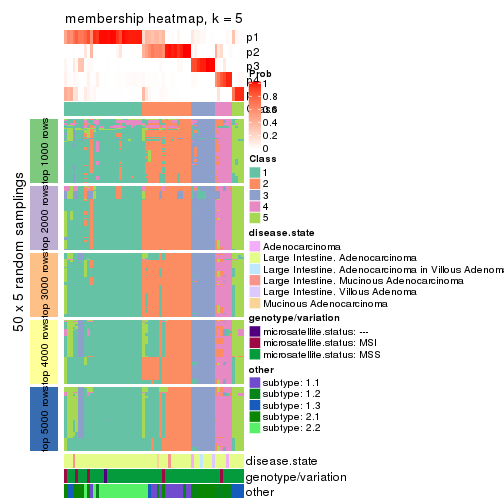 membership heatmap, k = 5
p1
p2
p3
p4
Prob
1
0.8
0.6
0.4
0.2
0
Class
1
2
3
4
5
50 x 5 random samplings
top 1000 rows
top 2000 rows
top 3000 rows
top 4000 rows
top 5000 rows
disease.state
Adenocarcinoma
Large Intestine. Adenocarcinoma
Large Intestine. Adenocarcinoma in Villous Adenom
Large Intestine. Mucinous Adenocarcinoma
Large Intestine. Villous Adenoma
Mucinous Adenocarcinoma
genotype/variation
microsatellite.status: ---
microsatellite.status: MSI
microsatellite.status: MSS
other
subtype: 1.1
subtype: 1.2
subtype: 1.3
subtype: 2.1
subtype: 2.2
disease.state
genotype/variation
other